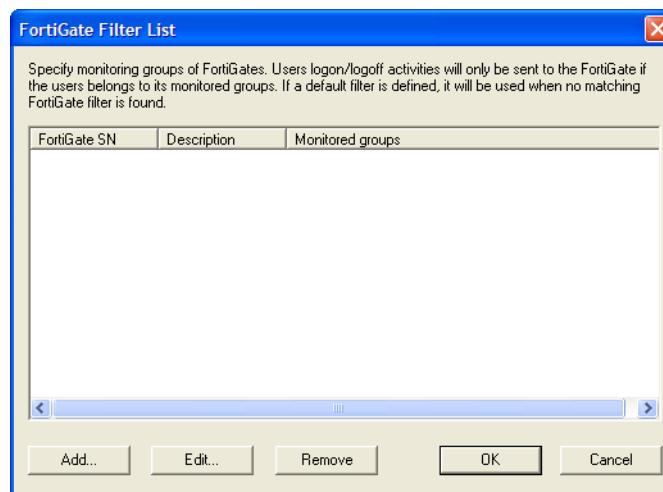 FortiGate Filter List
Specify monitoring groups of FortiGates. Users logon/logoff activities will only be sent to the FortiGate if
the users belongs to its monitored groups. If a default filter is defined, it will be used when no matching
FortiGate filter is found.
FortiGate SN Description Monitored groups
Add... Edit... Remove OK Cancel